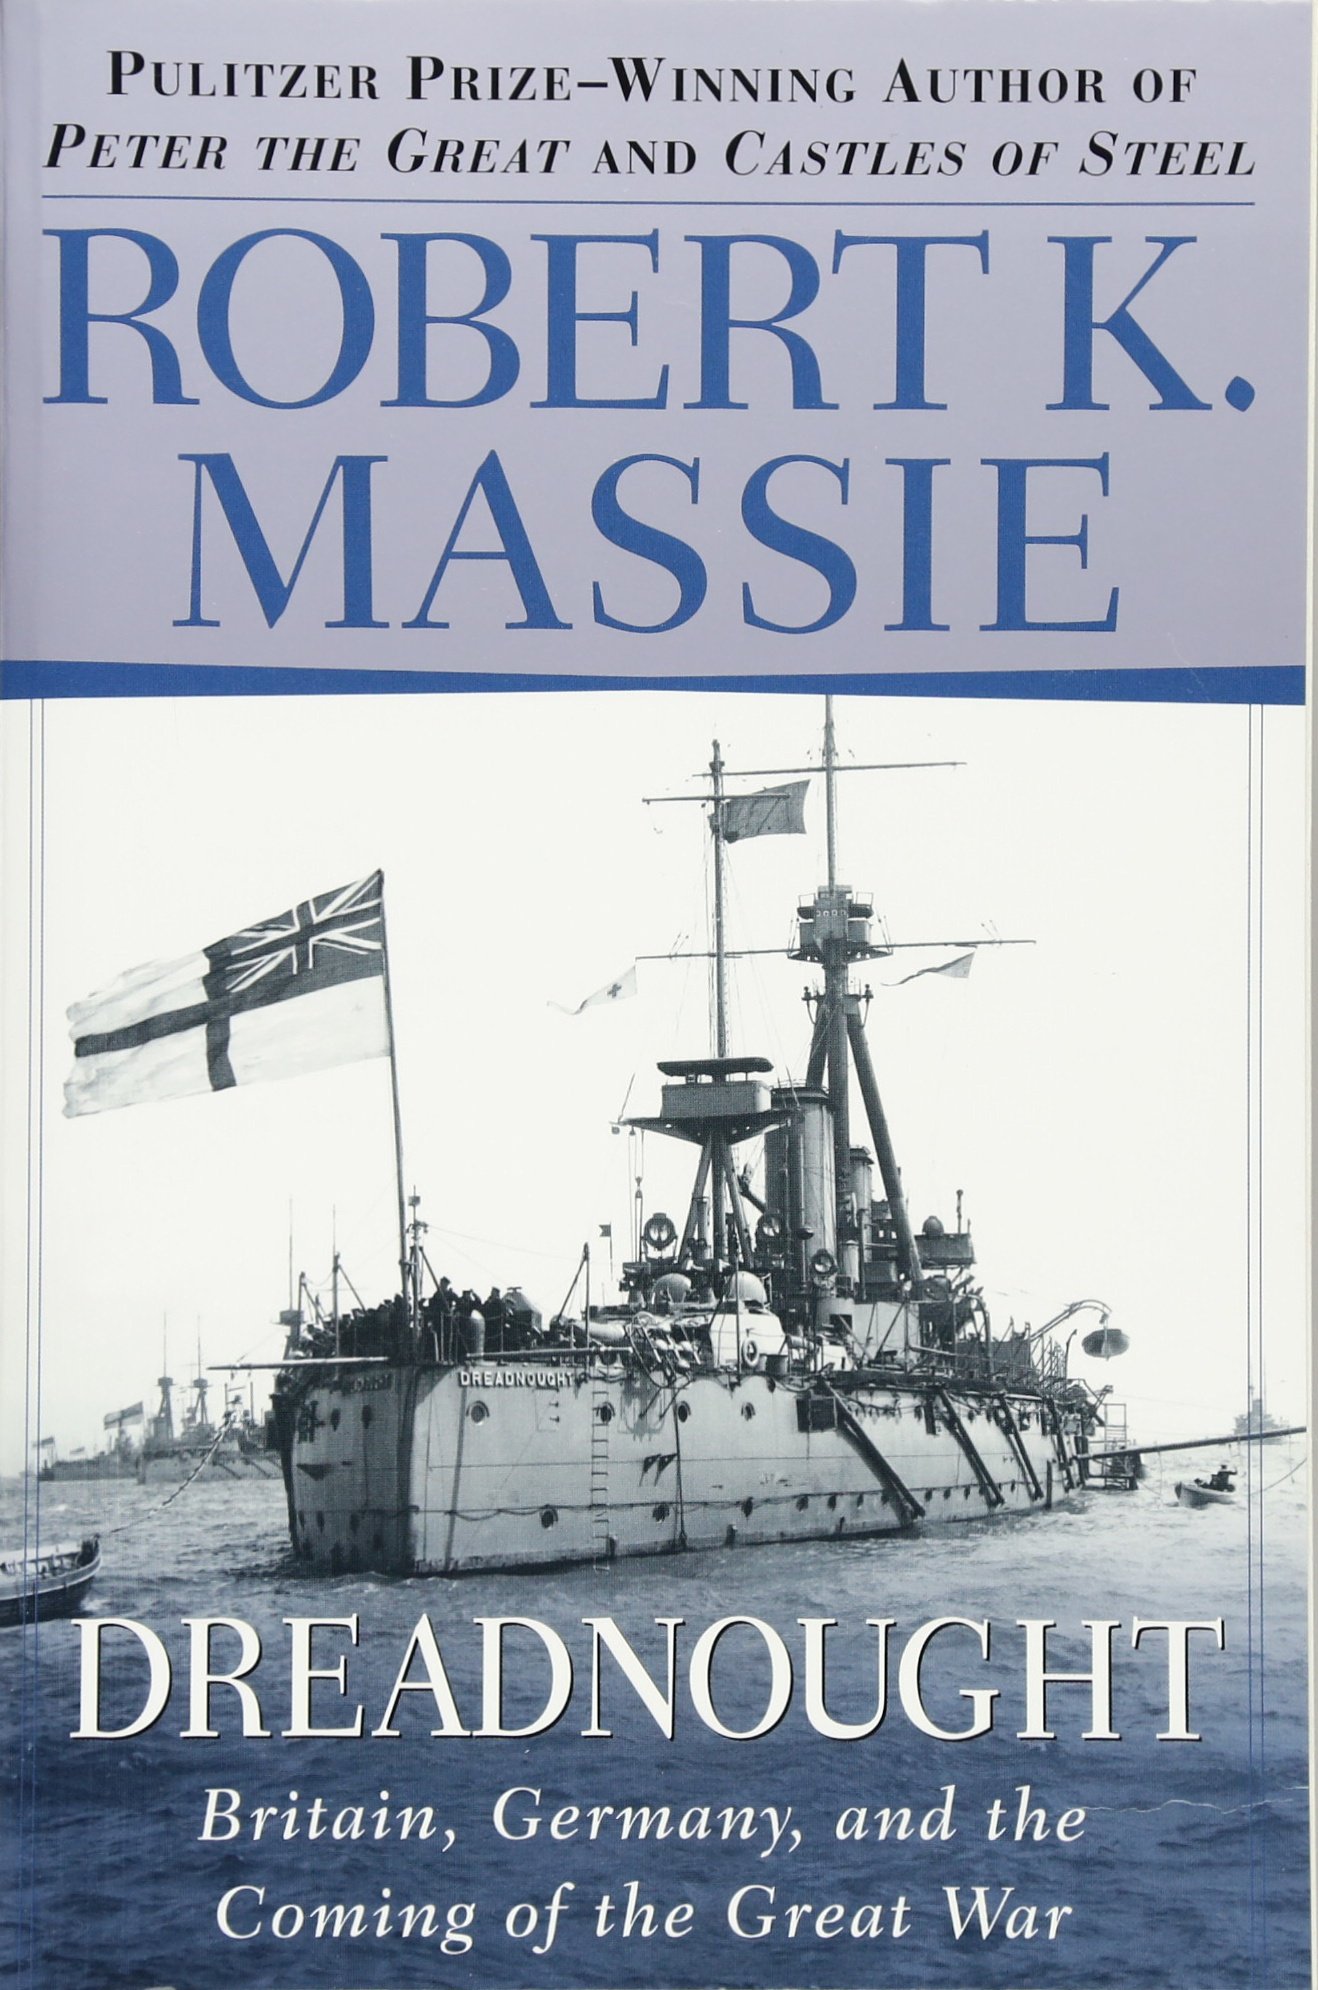 PULITZER PRIZE–WINNING AUTHOR OF
PETER THE GREAT AND CASTLES OF STEEL
ROBERT K.
MASSIE
DREADNOUGHT
DREADNOUGHT
Britain, Germany, and the
Coming of the Great War